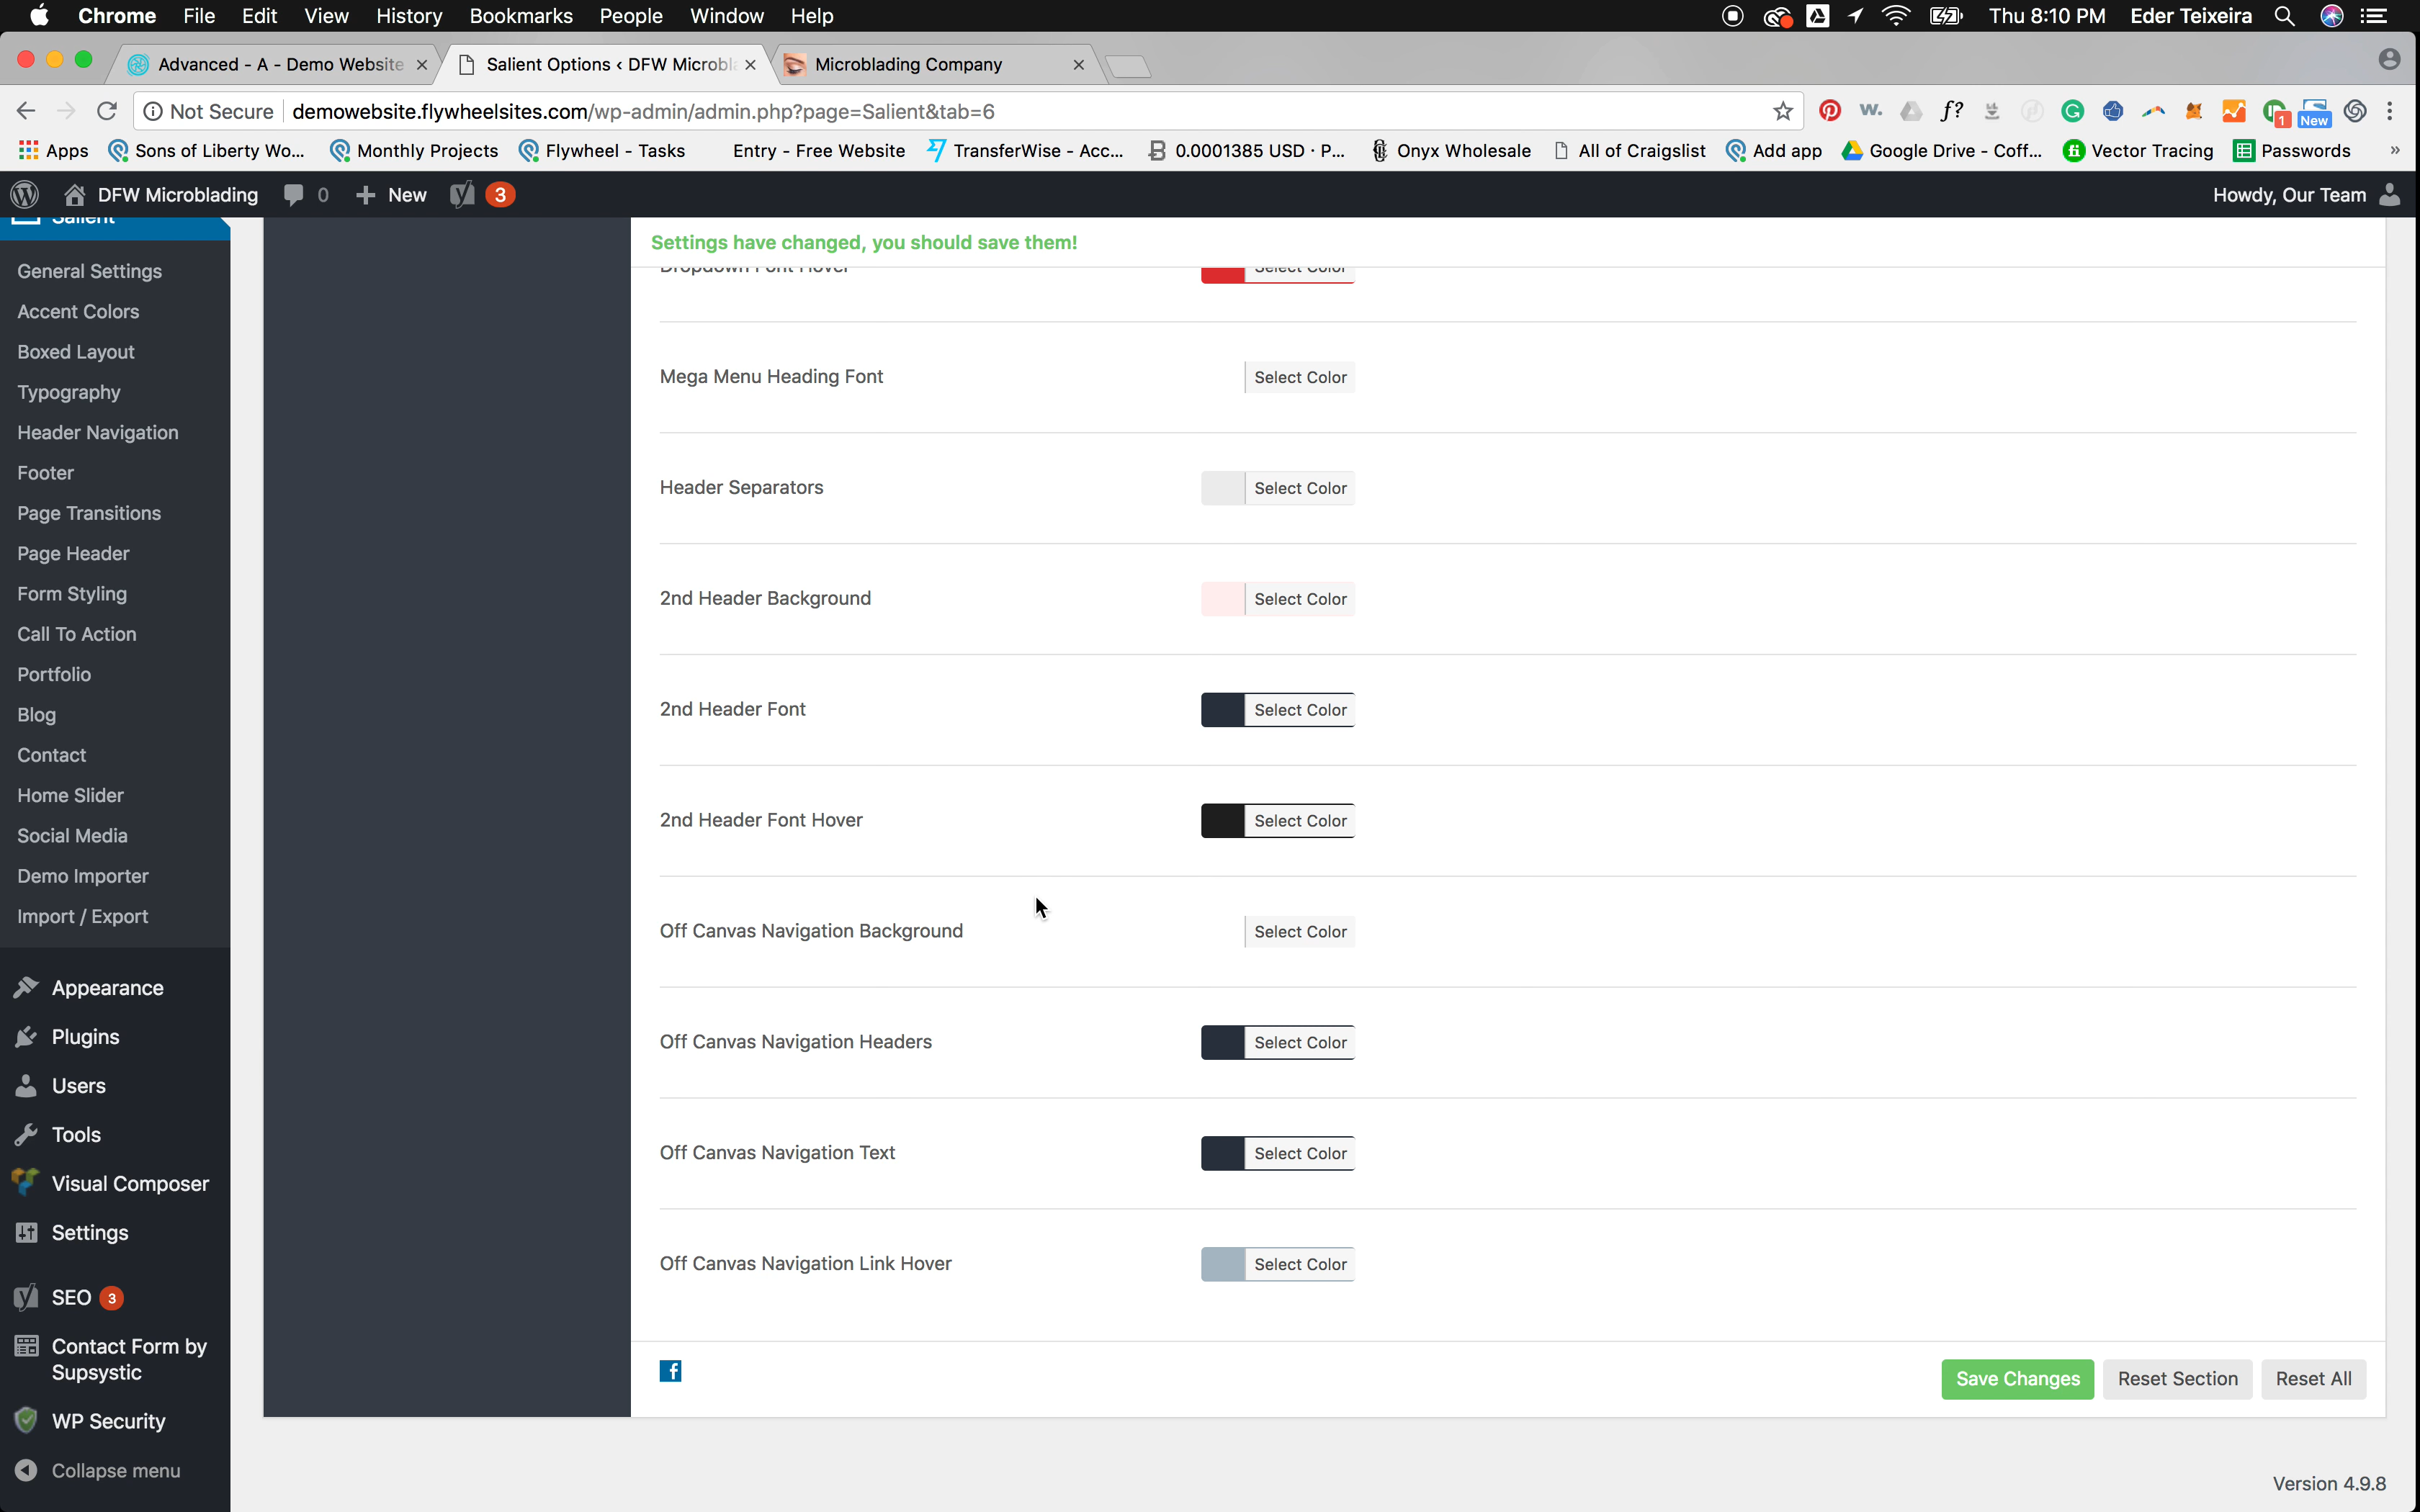 Chrome File Edit View History Bookmarks People Window Help Thu 8:10 PM Eder Teixeira
Advanced - A - Demo Website Salient Options ‹ DFW Microbla Microblading Company
Not Secure demowebsite.flywheelsites.com/wp-admin/admin.php?page=Salient&tab=6
1 New
Apps Sons of Liberty Wo... Monthly Projects Flywheel - Tasks Entry - Free Website TransferWise - Acc... 0.0001385 USD · P... Onyx Wholesale All of Craigslist Add app Google Drive - Coff... Vector Tracing Passwords »
DFW Microblading 0 New 3 Howdy, Our Team
Salient
General Settings
Accent Colors
Boxed Layout
Typography
Header Navigation
Footer
Page Transitions
Page Header
Form Styling
Call To Action
Portfolio
Blog
Contact
Home Slider
Social Media
Demo Importer
Import / Export
Appearance
Plugins
Users
Tools
Visual Composer
Settings
SEO 3
Contact Form by
Supsystic
WP Security
Collapse menu
Settings have changed, you should save them!
Dropdown Font Hover Select Color
Mega Menu Heading Font Select Color
Header Separators Select Color
2nd Header Background Select Color
2nd Header Font Select Color
2nd Header Font Hover Select Color
Off Canvas Navigation Background Select Color
Off Canvas Navigation Headers Select Color
Off Canvas Navigation Text Select Color
Off Canvas Navigation Link Hover Select Color
Save Changes Reset Section Reset All
Version 4.9.8